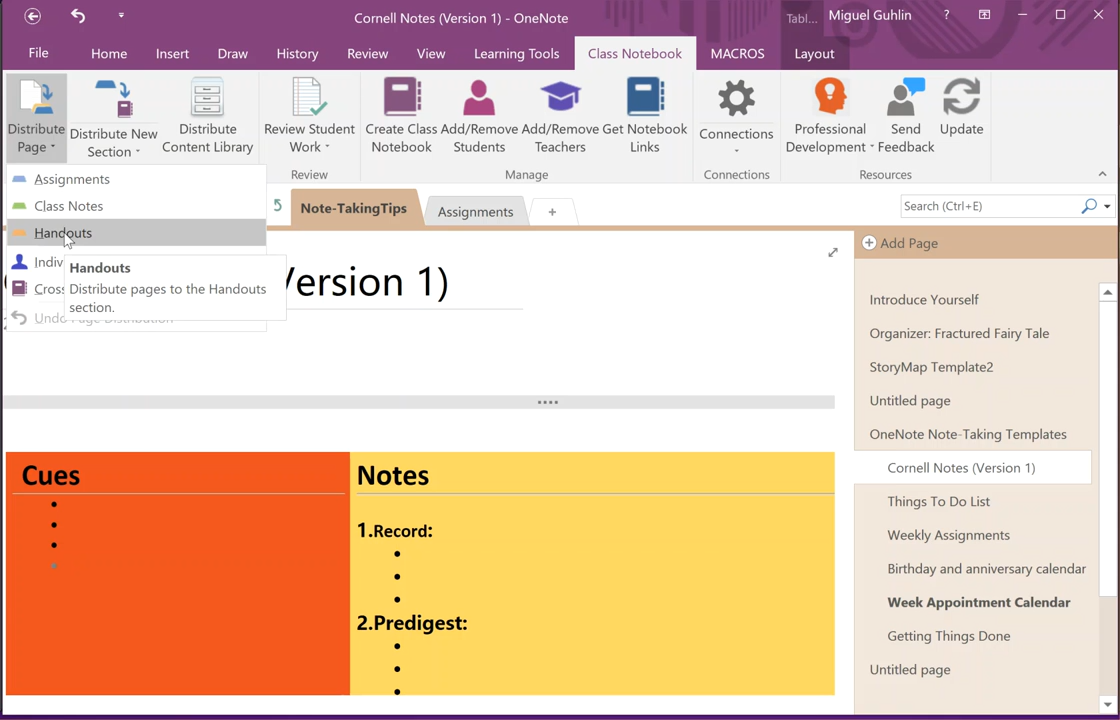 Cornell Notes (Version 1) - OneNote
Tabl...
Miguel Guhlin
?
File
Home
Insert
Draw
History
Review
View
Learning Tools
Class Notebook
MACROS
Layout
Distribute
Page
Distribute New
Section
Distribute
Content Library
Review Student
Work
Review
Create Class
Notebook
Add/Remove
Students
Add/Remove
Teachers
Get Notebook
Links
Manage
Connections
Connections
Professional
Development
Send
Feedback
Update
Resources
Assignments
Class Notes
Handouts
Indiv
Cross
Undo Page Distribution
Handouts
Distribute pages to the Handouts
section.
Note-TakingTips
Assignments
+
Search (Ctrl+E)
Version 1)
Cues
Notes
1.Record:
2.Predigest:
Add Page
Introduce Yourself
Organizer: Fractured Fairy Tale
StoryMap Template2
Untitled page
OneNote Note-Taking Templates
Cornell Notes (Version 1)
Things To Do List
Weekly Assignments
Birthday and anniversary calendar
Week Appointment Calendar
Getting Things Done
Untitled page